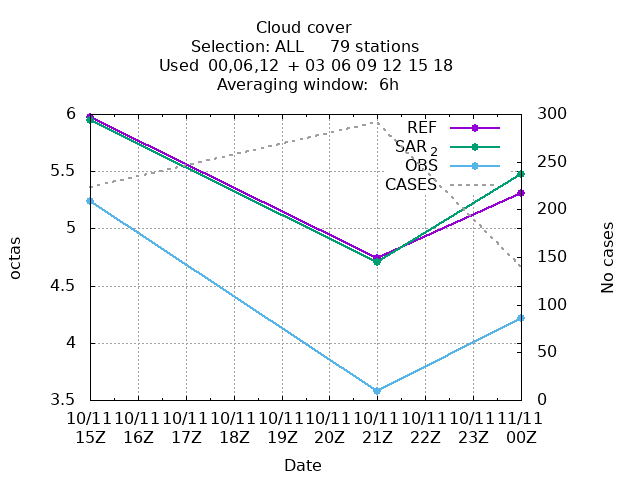 Cloud cover
Selection: ALL 79 stations
Used 00,06,12 + 03 06 09 12 15 18
Averaging window: 6h
6 300
REF
SAR 2
OBS
CASES
5.5 250
5 200
4.5 150
4 100
50
3.5 0
octas
No cases
10/11 10/11 10/11 10/11 10/11 10/11 10/11 10/11 10/11 11/11
15Z 16Z 17Z 18Z 19Z 20Z 21Z 22Z 23Z 00Z
Date